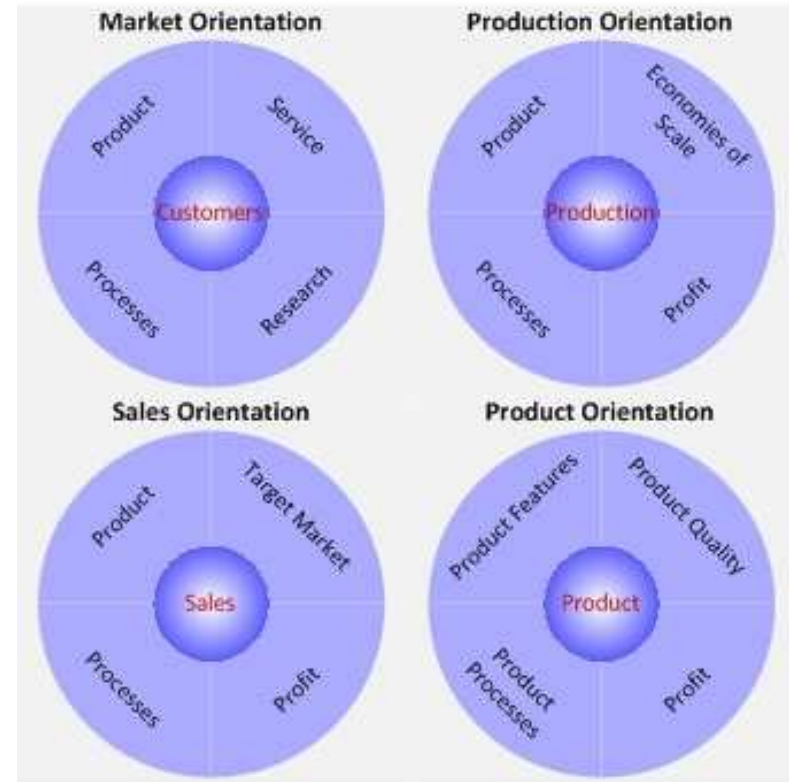 Market Orientation
Product
Service
Customers
Processes
Research
Production Orientation
Product
Economies of
Scale
Production
Processes
Profit
Sales Orientation
Product
Target Market
Sales
Processes
Profit
Product Orientation
Product Features
Product Quality
Product
Product
Processes
Profit